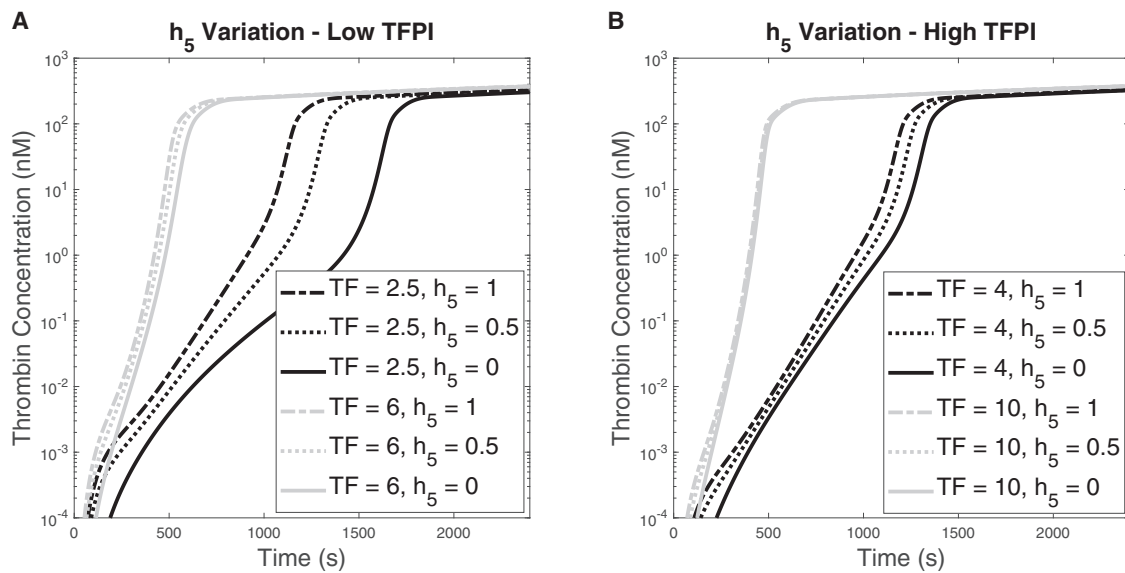 A
h5 Variation - Low TFPI
Thrombin Concentration (nM)
10^3
10^2
10^1
10^0
10^-1
10^-2
10^-3
10^-4
0
500
1000
1500
2000
Time (s)
TF = 2.5, h5 = 1
TF = 2.5, h5 = 0.5
TF = 2.5, h5 = 0
TF = 6, h5 = 1
TF = 6, h5 = 0.5
TF = 6, h5 = 0
B
h5 Variation - High TFPI
Thrombin Concentration (nM)
10^3
10^2
10^1
10^0
10^-1
10^-2
10^-3
10^-4
0
500
1000
1500
2000
Time (s)
TF = 4, h5 = 1
TF = 4, h5 = 0.5
TF = 4, h5 = 0
TF = 10, h5 = 1
TF = 10, h5 = 0.5
TF = 10, h5 = 0